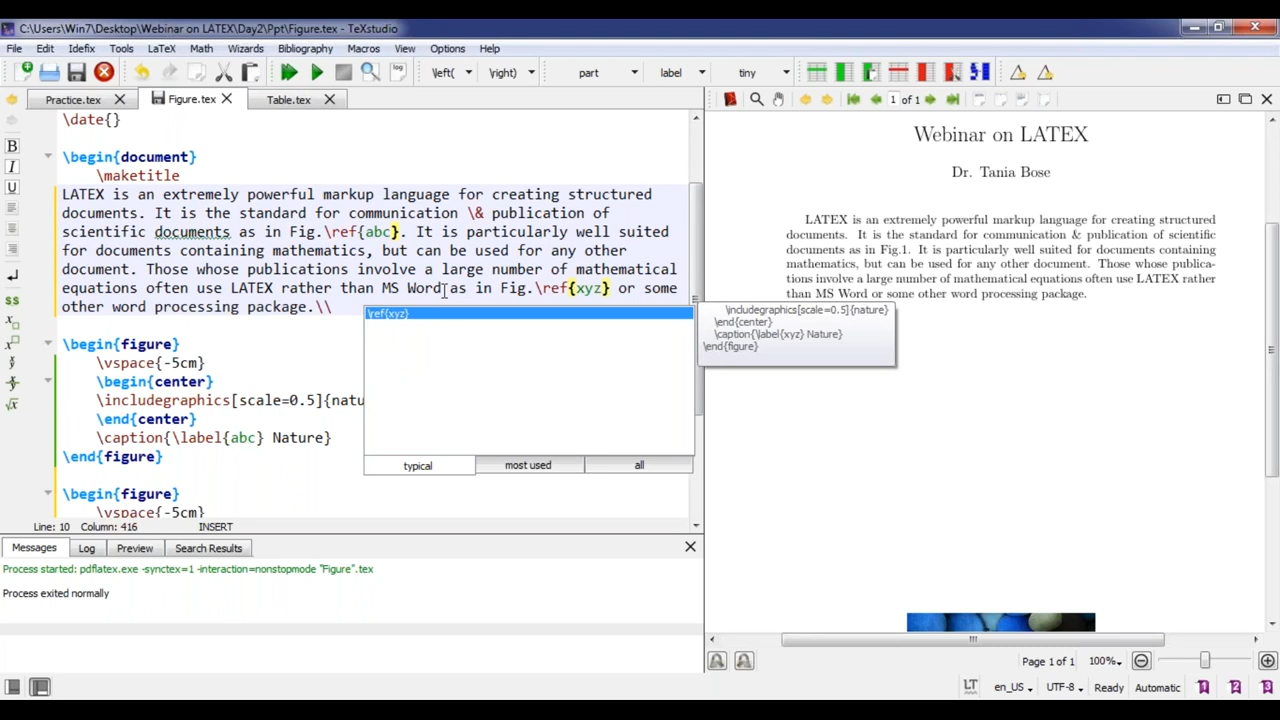 C:\Users\Win7\Desktop\Webinar on LATEX\Day2\Ppt\Figure.tex - TeXstudio
File Edit Idefix Tools LaTeX Math Wizards Bibliography Macros View Options Help
log \left( \right) part label tiny
Practice.tex Figure.tex Table.tex
1 of 1
\date{}
\begin{document}
\maketitle
LATEX is an extremely powerful markup language for creating structured
documents. It is the standard for communication \& publication of
scientific documents as in Fig.\ref{abc}. It is particularly well suited
for documents containing mathematics, but can be used for any other
document. Those whose publications involve a large number of mathematical
equations often use LATEX rather than MS Word as in Fig.\ref{xyz} or some
other word processing package.\\
\ref{xyz}
\begin{figure}
\vspace{-5cm}
\begin{center}
\includegraphics[scale=0.5]{natu
\end{center}
\caption{\label{abc} Nature}
\end{figure}
\begin{figure}
\vspace{-5cm}
typical most used all
\includegraphics[scale=0.5]{nature}
\end{center}
\caption{\label{xyz} Nature}
\end{figure}
Webinar on LATEX
Dr. Tania Bose
LATEX is an extremely powerful markup language for creating structured
documents. It is the standard for communication & publication of scientific
documents as in Fig.1. It is particularly well suited for documents containing
mathematics, but can be used for any other document. Those whose publica-
tions involve a large number of mathematical equations often use LATEX rather
than MS Word or some other word processing package.
Line: 10 Column: 416 INSERT
Messages Log Preview Search Results
Process started: pdflatex.exe -synctex=1 -interaction=nonstopmode "Figure".tex
Process exited normally
Page 1 of 1 100%
LT en_US UTF-8 Ready Automatic 1 2 3